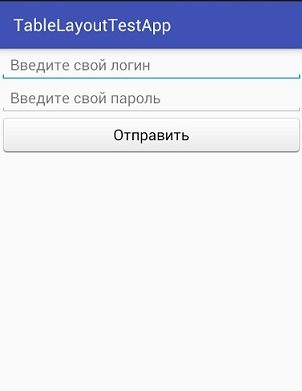 TableLayoutTestApp
Введите свой логин
Введите свой пароль
Отправить